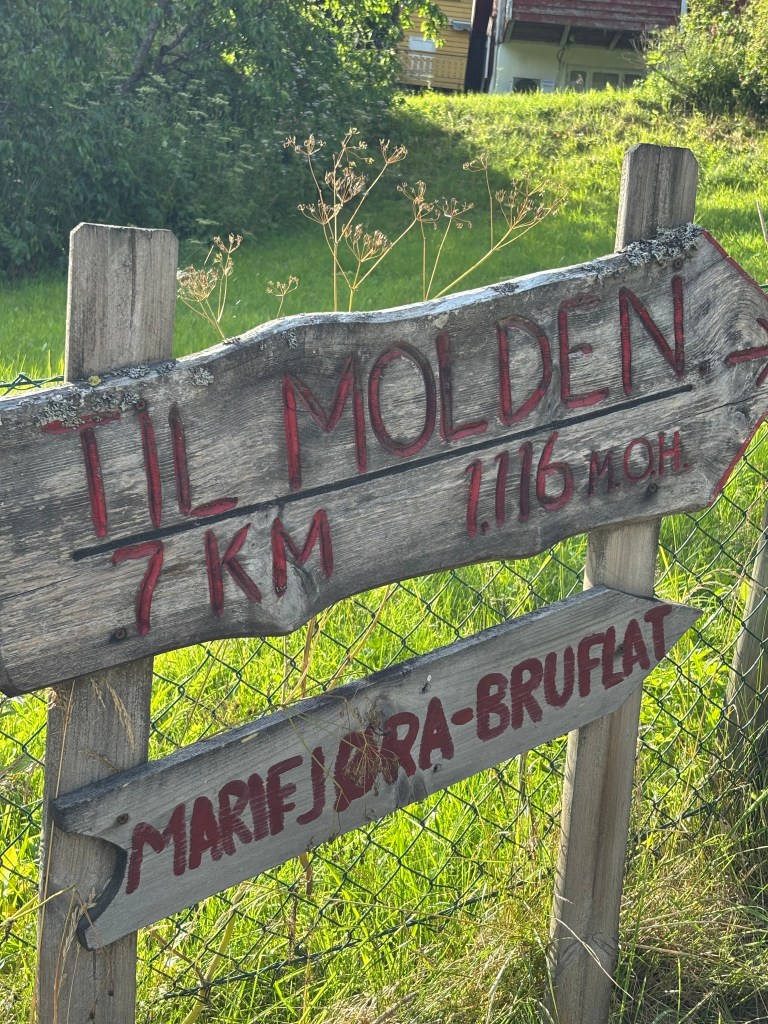 TIL MOLDEN. →
7 KM 1.116 M.O.H.
MARIFJØRA-BRUFLAT